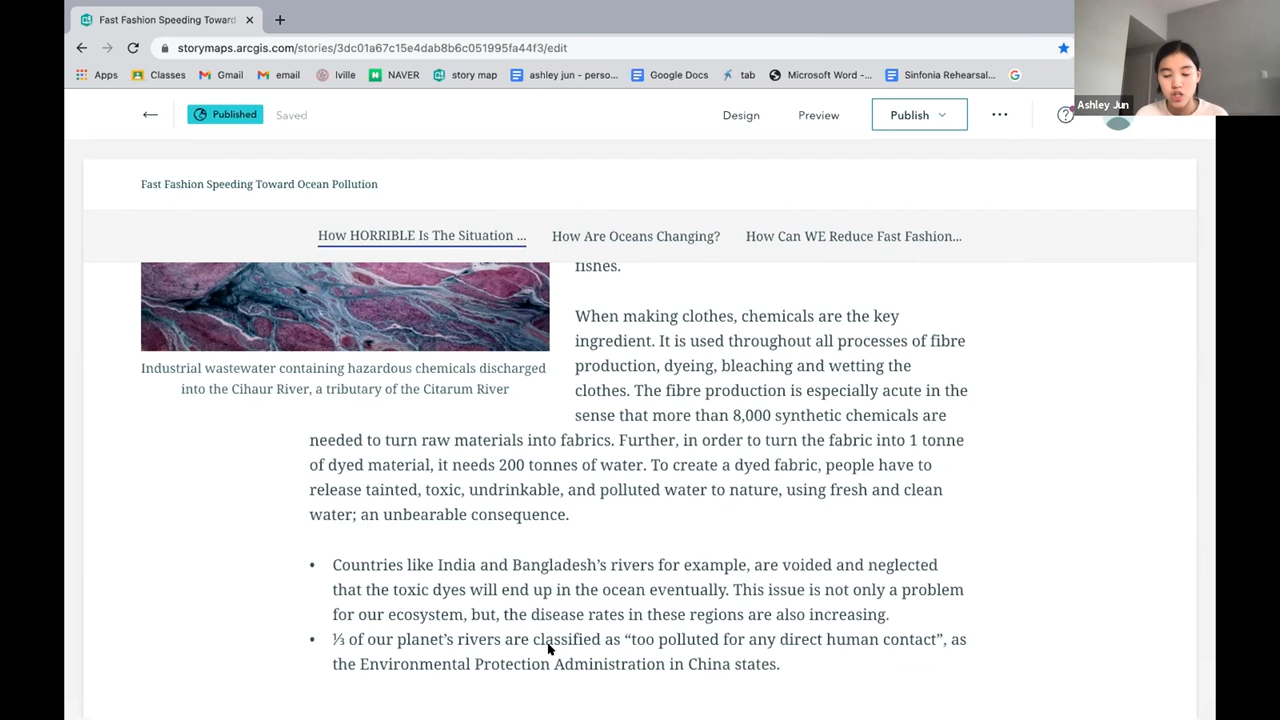 Fast Fashion Speeding Toward
storymaps.arcgis.com/stories/3dc01a67c15e4dab8b6c051995fa44f3/edit
Apps Classes Gmail email lville NAVER story map ashley jun - perso... Google Docs tab Microsoft Word -... Sinfonia Rehearsal...
Ashley Jun
Published Saved Design Preview Publish
Fast Fashion Speeding Toward Ocean Pollution
How HORRIBLE Is The Situation ... How Are Oceans Changing? How Can WE Reduce Fast Fashion...
fishes.
When making clothes, chemicals are the key
ingredient. It is used throughout all processes of fibre
production, dyeing, bleaching and wetting the
clothes. The fibre production is especially acute in the
sense that more than 8,000 synthetic chemicals are
needed to turn raw materials into fabrics. Further, in order to turn the fabric into 1 tonne
of dyed material, it needs 200 tonnes of water. To create a dyed fabric, people have to
release tainted, toxic, undrinkable, and polluted water to nature, using fresh and clean
water; an unbearable consequence.
Industrial wastewater containing hazardous chemicals discharged
into the Cihaur River, a tributary of the Citarum River
• Countries like India and Bangladesh’s rivers for example, are voided and neglected
that the toxic dyes will end up in the ocean eventually. This issue is not only a problem
for our ecosystem, but, the disease rates in these regions are also increasing.
• ⅓ of our planet’s rivers are classified as “too polluted for any direct human contact”, as
the Environmental Protection Administration in China states.